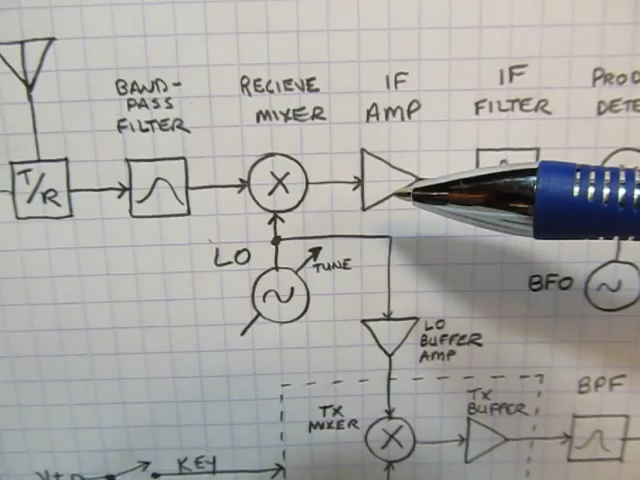 BAND-
PASS
FILTER
RECIEVE
MIXER
IF
AMP
IF
FILTER
T/R
X
LO
TUNE
BFO
LO
BUFFER
AMP
TX
MIXER
X
TX
BUFFER
BPF
KEY